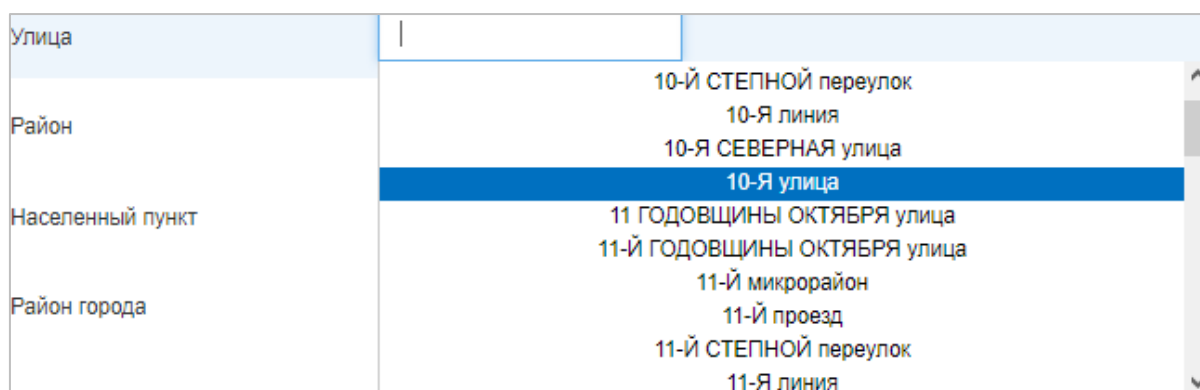 Улица
10-Й СТЕПНОЙ переулок
10-Я линия
Район
10-Я СЕВЕРНАЯ улица
10-Я улица
Населенный пункт
11 ГОДОВЩИНЫ ОКТЯБРЯ улица
11-Й ГОДОВЩИНЫ ОКТЯБРЯ улица
11-Й микрорайон
Район города
11-Й проезд
11-Й СТЕПНОЙ переулок
11-Я линия